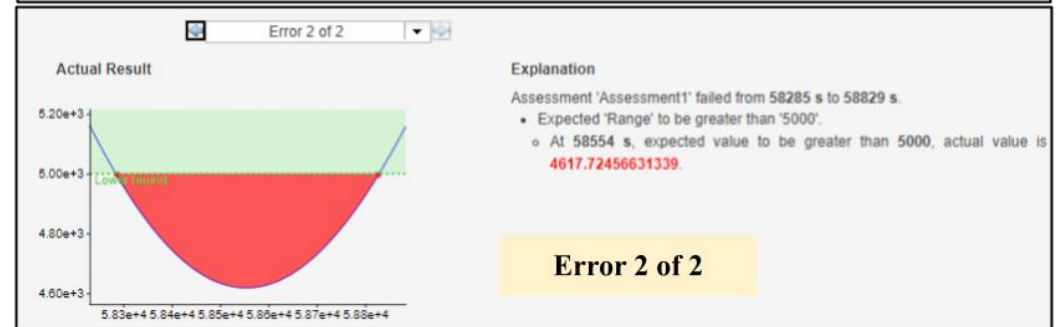 Error 2 of 2
Actual Result
Explanation
Assessment 'Assessment1' failed from 58285 s to 58829 s.
• Expected 'Range' to be greater than '5000'.
o At 58554 s, expected value to be greater than 5000, actual value is
4617.72456631339.
5.20e+3
5.00e+3
Lower
4.80e+3
4.60e+3
5.83e+4 5.84e+4 5.85e+4 5.86e+4 5.87e+4 5.88e+4
Error 2 of 2